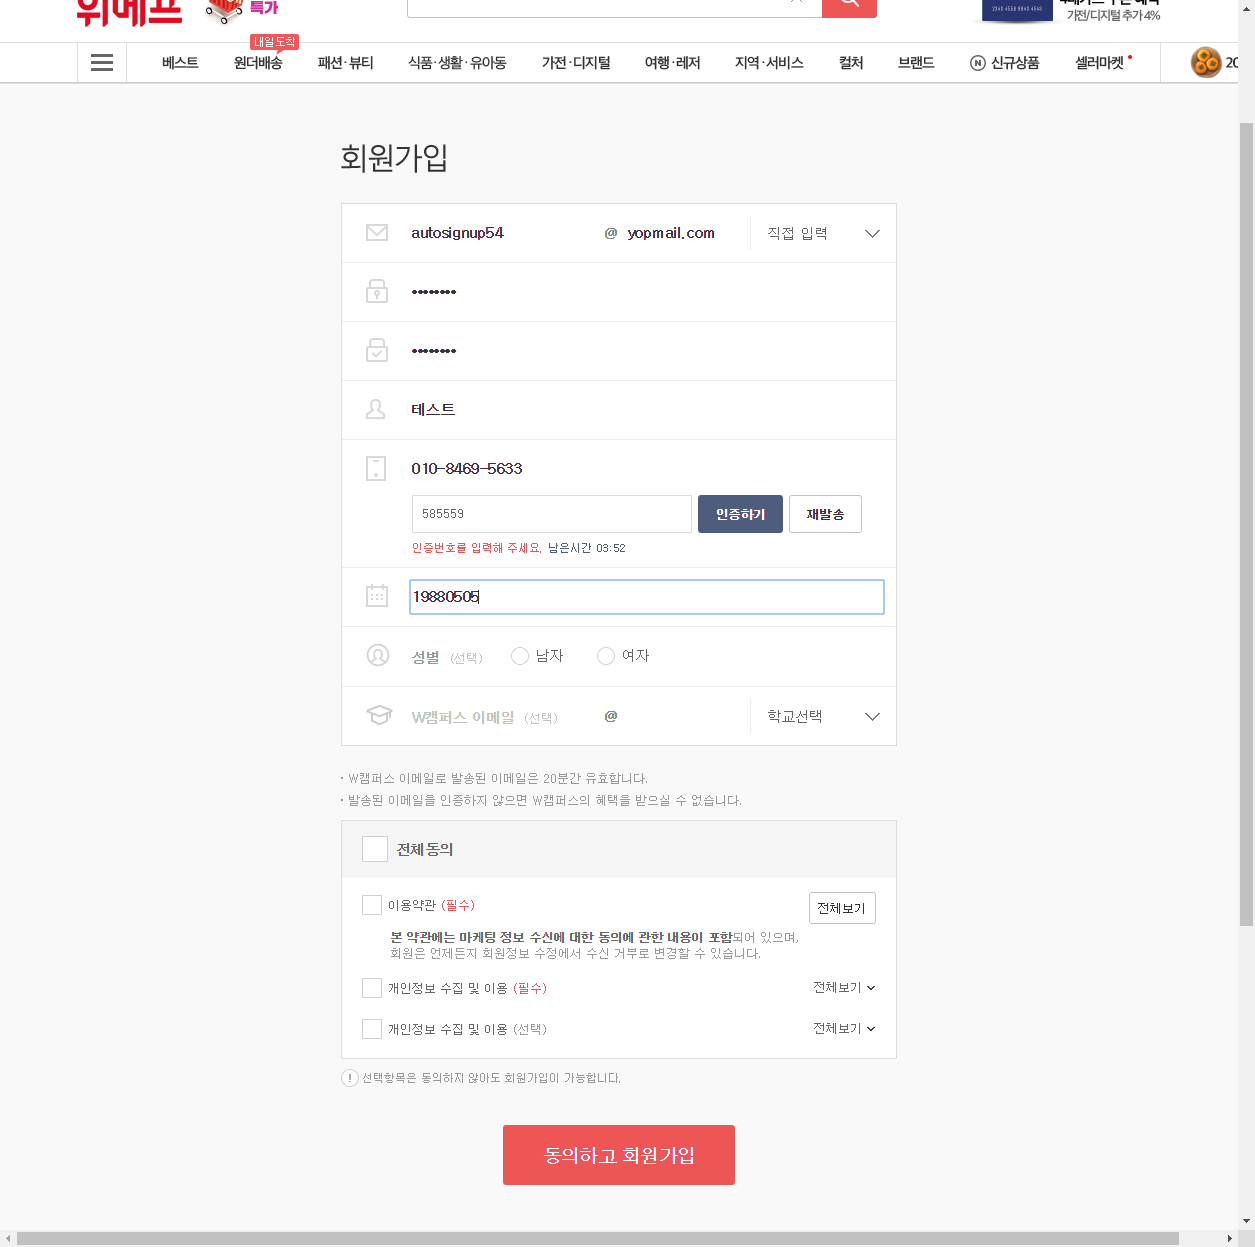 위메프
특가
4대카드 무한 혜택
가전/디지털 추가 4%
내일도착
베스트
원더배송
패션·뷰티
식품·생활·유아동
가전·디지털
여행·레저
지역·서비스
컬처
브랜드
N 신규상품
셀러마켓
20
회원가입
autosignup54 @ yopmail.com 직접 입력
••••••••
••••••••
테스트
010-8469-5633
585559 인증하기 재발송
인증번호를 입력해 주세요. 남은시간 03:52
19880505
성별 (선택) 남자 여자
W캠퍼스 이메일 (선택) @ 학교선택
· W캠퍼스 이메일로 발송된 이메일은 20분간 유효합니다.
· 발송된 이메일을 인증하지 않으면 W캠퍼스의 혜택을 받으실 수 없습니다.
전체 동의
이용약관 (필수) 전체보기
본 약관에는 마케팅 정보 수신에 대한 동의에 관한 내용이 포함되어 있으며,
회원은 언제든지 회원정보 수정에서 수신 거부로 변경할 수 있습니다.
개인정보 수집 및 이용 (필수) 전체보기
개인정보 수집 및 이용 (선택) 전체보기
선택항목은 동의하지 않아도 회원가입이 가능합니다.
동의하고 회원가입